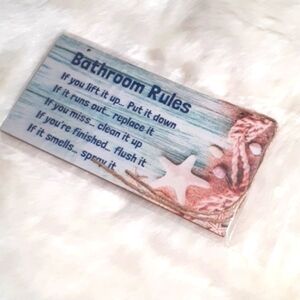 Bathroom Rules
If you lift it up... Put it down
If it runs out... replace it
If you miss... clean it up
If you're finished... flush it
If it smells... spray it